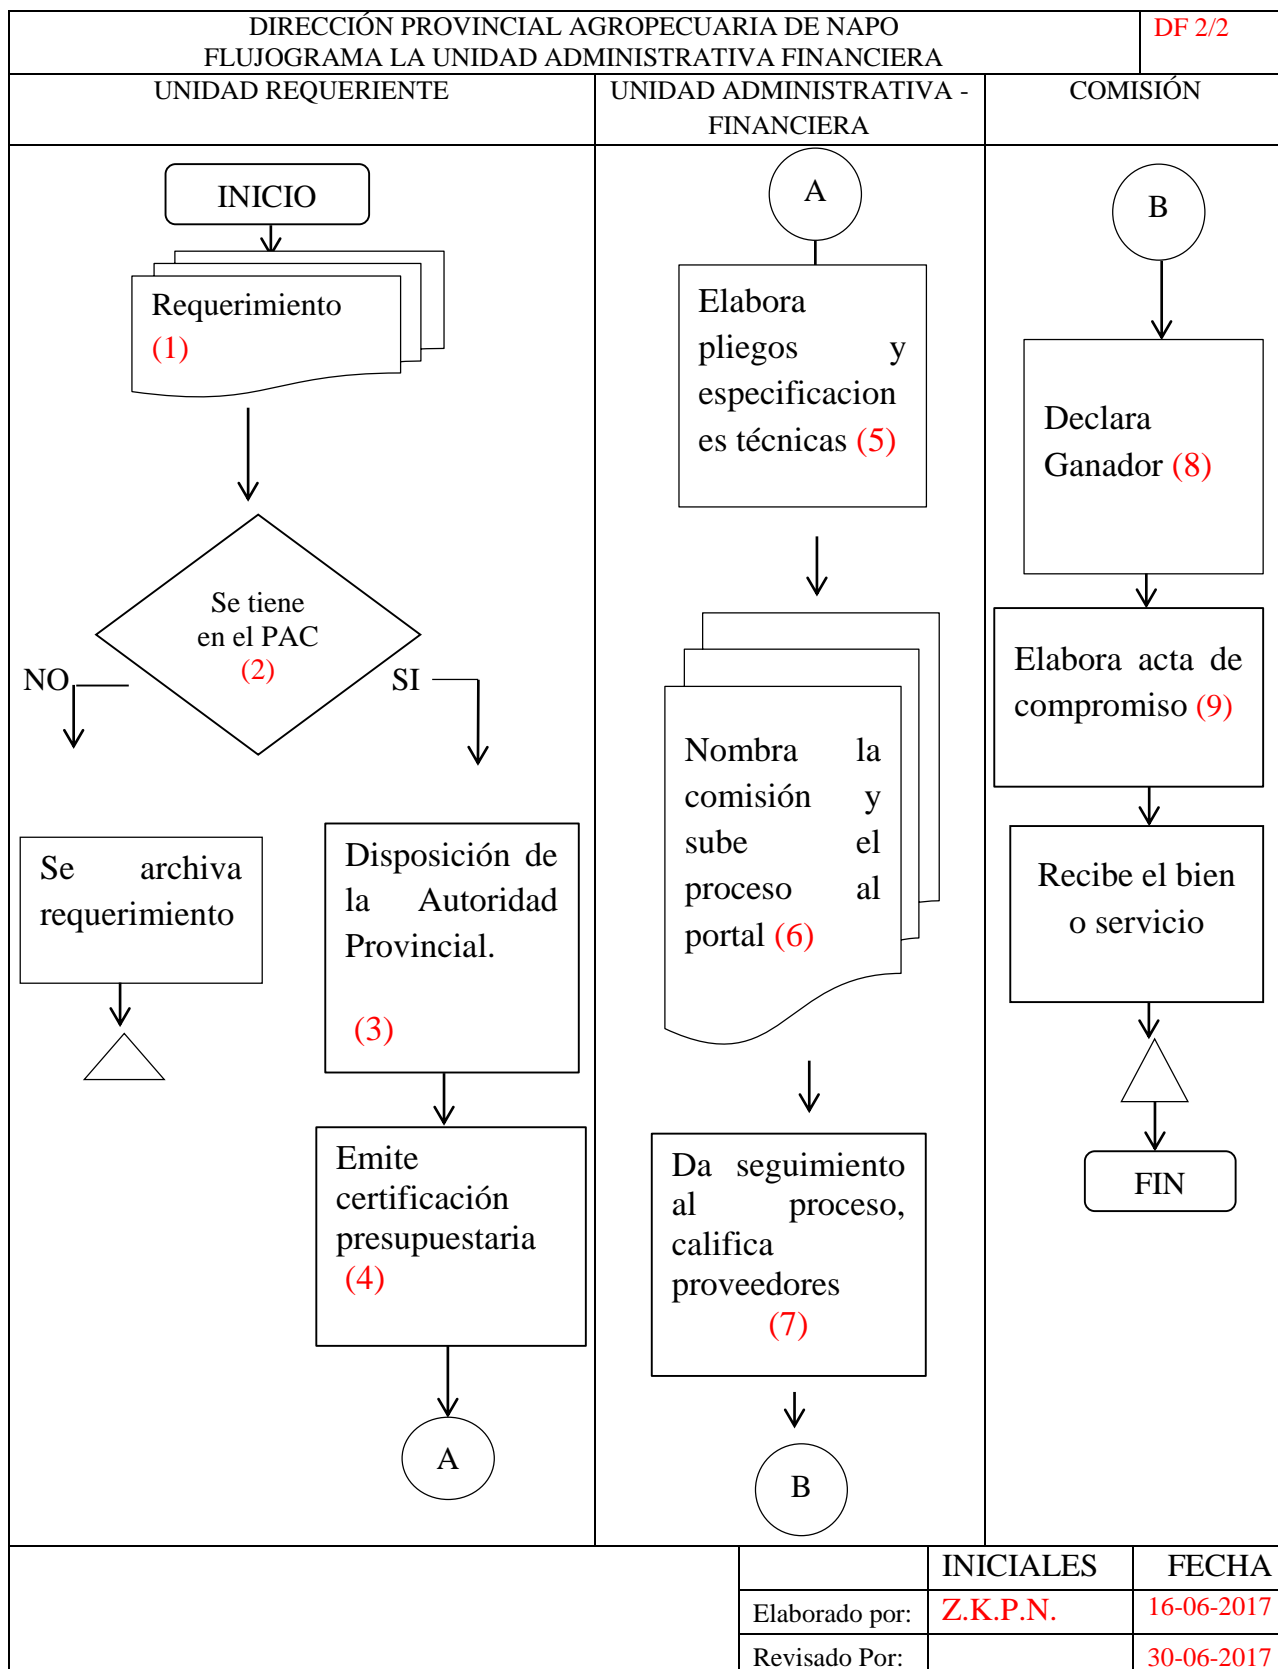 DIRECCIÓN PROVINCIAL AGROPECUARIA DE NAPO
FLUJOGRAMA LA UNIDAD ADMINISTRATIVA FINANCIERA
DF 2/2
UNIDAD REQUERIENTE
UNIDAD ADMINISTRATIVA -
FINANCIERA
COMISIÓN
INICIO
Requerimiento
(1)
Se tiene
en el PAC
(2)
NO
SI
Se archiva
requerimiento
Disposición de
la Autoridad
Provincial.
(3)
Emite
certificación
presupuestaria
(4)
A
A
Elabora
pliegos y
especificacion
es técnicas (5)
Nombra la
comisión y
sube el
proceso al
portal (6)
Da seguimiento
al proceso,
califica
proveedores
(7)
B
B
Declara
Ganador (8)
Elabora acta de
compromiso (9)
Recibe el bien
o servicio
FIN
INICIALES FECHA
Elaborado por: Z.K.P.N. 16-06-2017
Revisado Por: 30-06-2017